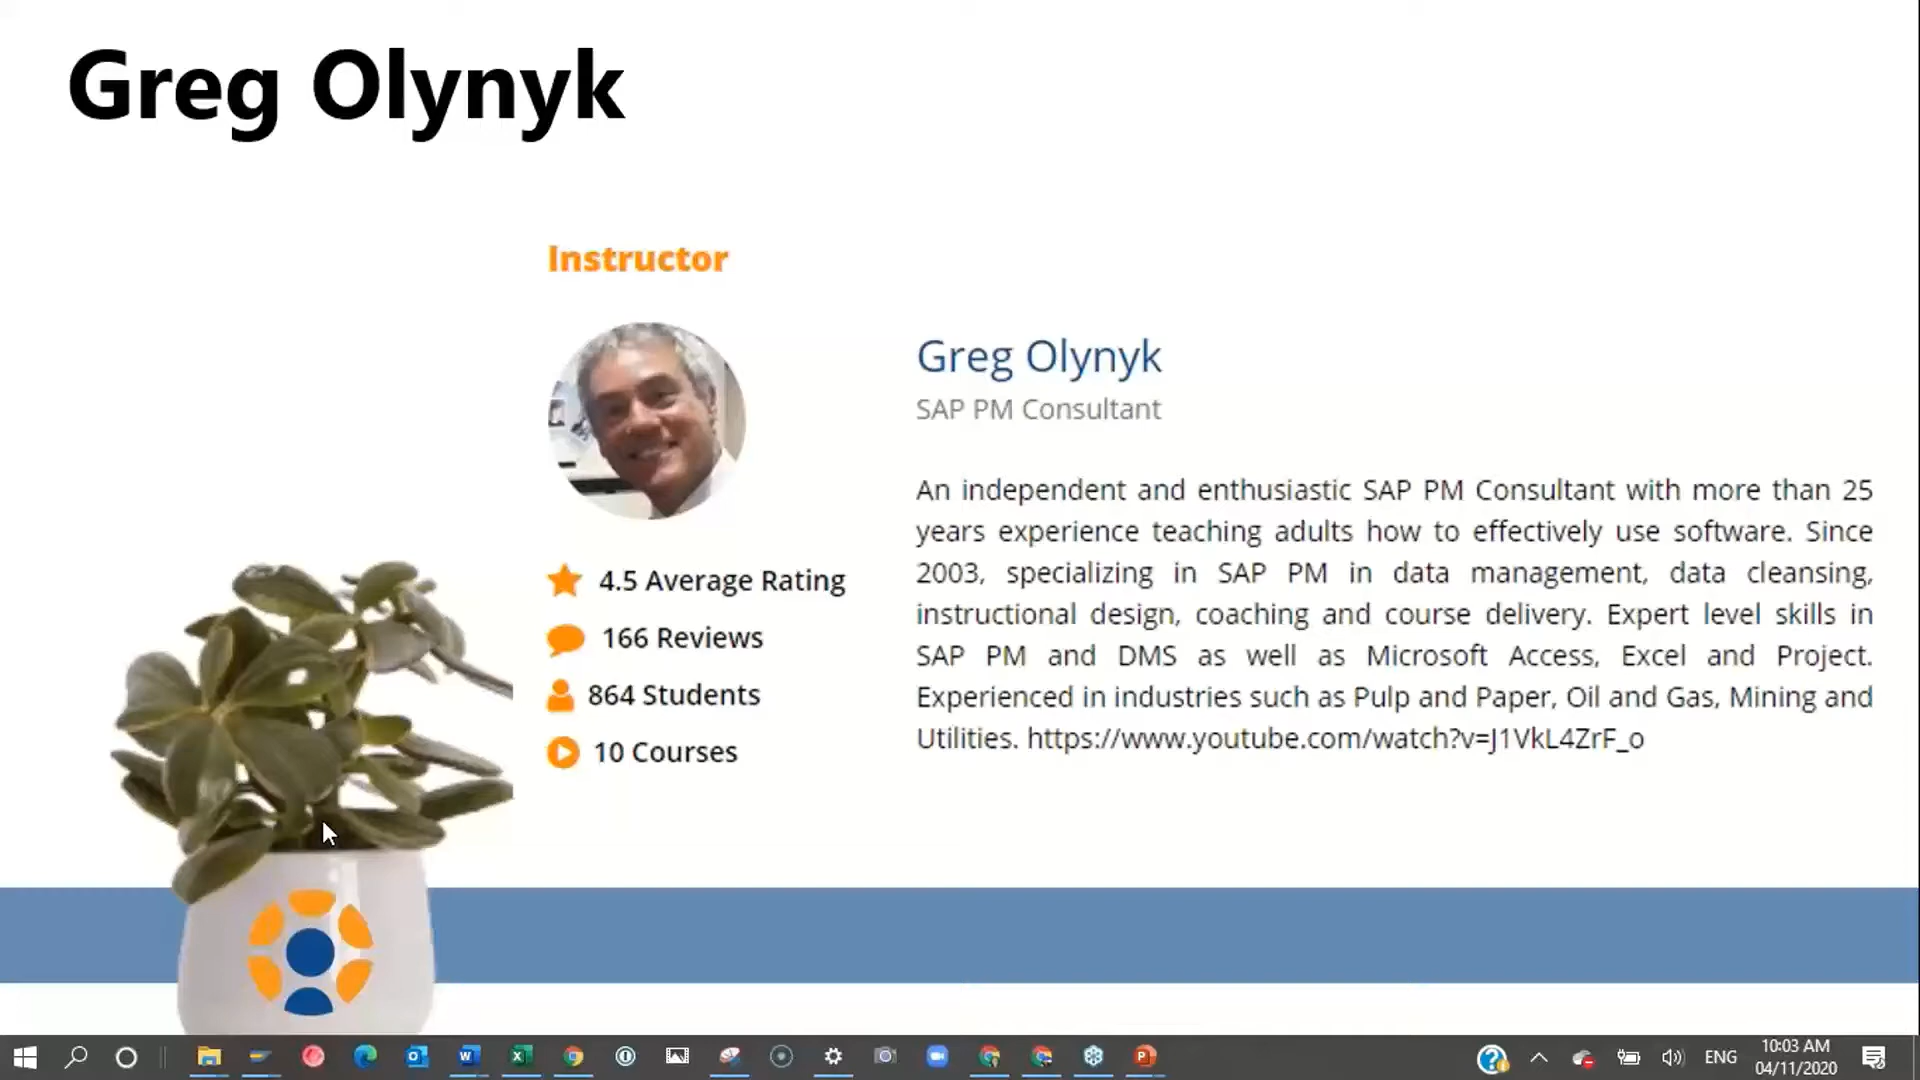 Greg Olynyk
Instructor
4.5 Average Rating
166 Reviews
864 Students
10 Courses
Greg Olynyk
SAP PM Consultant
An independent and enthusiastic SAP PM Consultant with more than 25
years experience teaching adults how to effectively use software. Since
2003, specializing in SAP PM in data management, data cleansing,
instructional design, coaching and course delivery. Expert level skills in
SAP PM and DMS as well as Microsoft Access, Excel and Project.
Experienced in industries such as Pulp and Paper, Oil and Gas, Mining and
Utilities. https://www.youtube.com/watch?v=J1VkL4ZrF_o
ENG
10:03 AM
04/11/2020